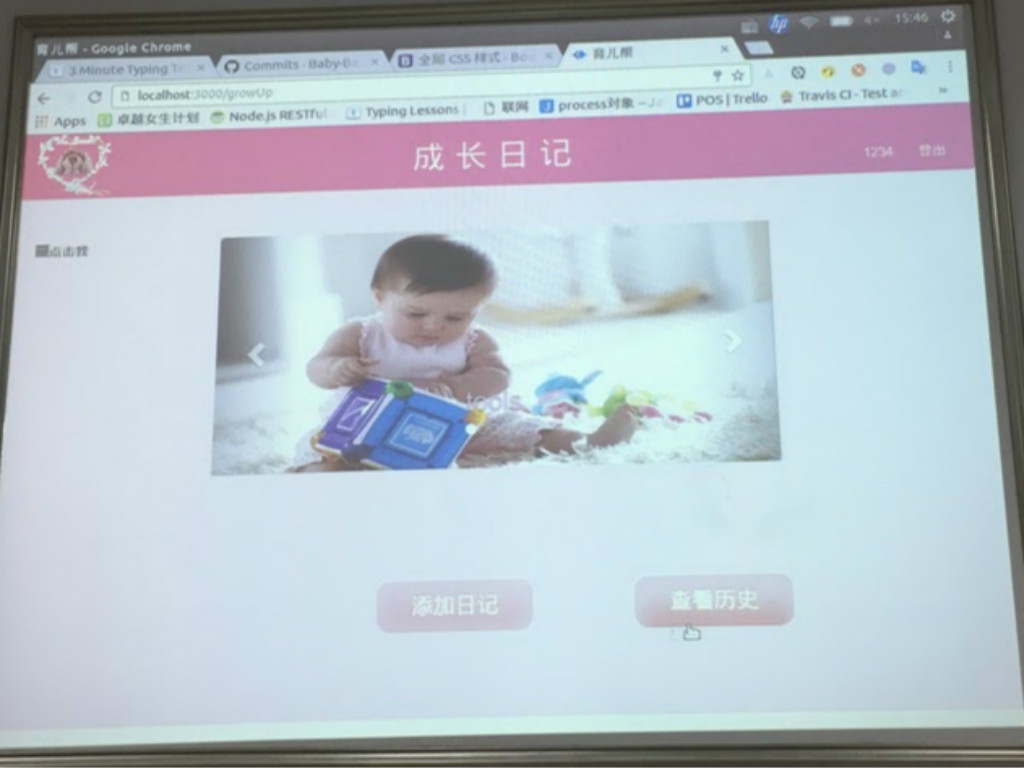 育儿帮 - Google Chrome
15:46
3 Minute Typing Te
Commits · Baby-B
全局 CSS 样式 · Bo
育儿帮
localhost:3000/growUp
Apps 卓越女生计划 Node.js RESTful Typing Lessons | 联网 process对象 – Ja POS | Trello Travis CI - Test a »
成长日记
1234 登出
点击我
tools
添加日记
查看历史